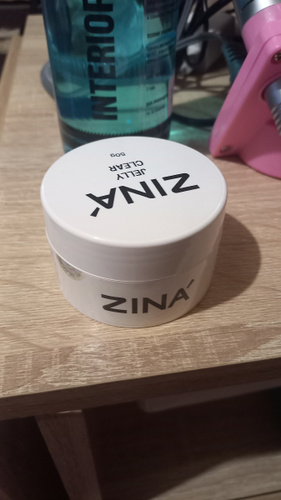 INTERIOR
ZINA´
JELLY
CLEAR
50g
ZINA´